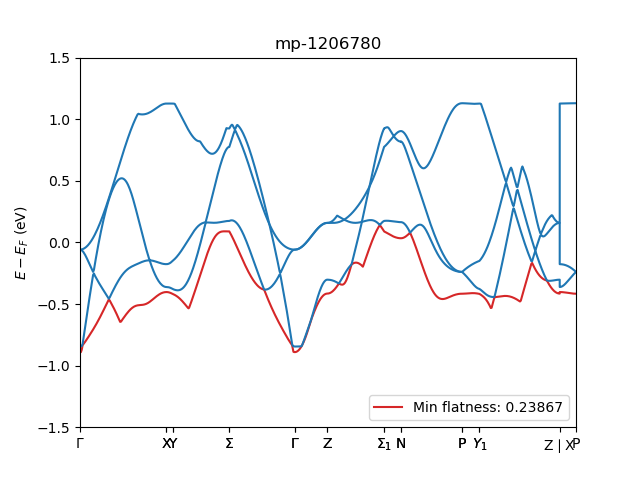 mp-1206780
E − E_F (eV)
1.5
1.0
0.5
0.0
−0.5
−1.0
−1.5
Min flatness: 0.23867
Γ X Y Σ Γ Z Σ₁ N P Y₁ Z | X P